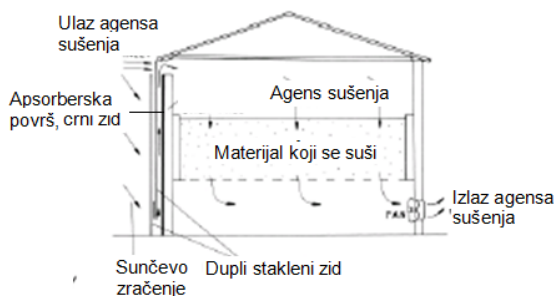 Ulaz agensa
sušenja
Apsorberska
površ, crni zid
Agens sušenja
Materijal koji se suši
FAN
Izlaz agensa
sušenja
Sunčevo
zračenje
Dupli stakleni zid